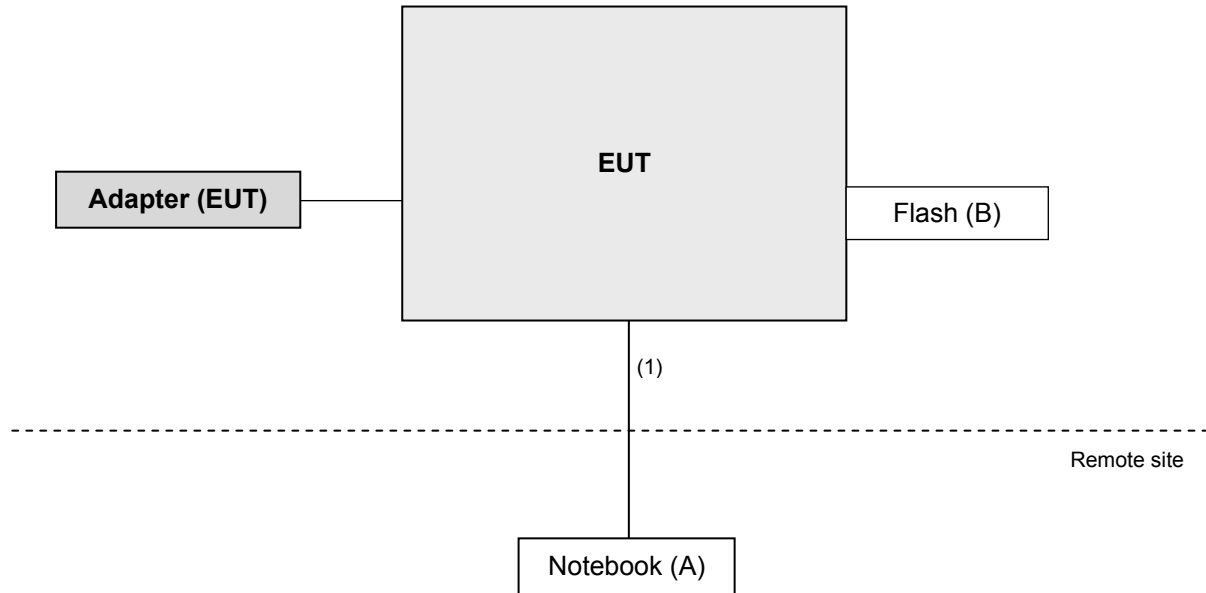 EUT
Adapter (EUT)
Flash (B)
(1)
Remote site
Notebook (A)